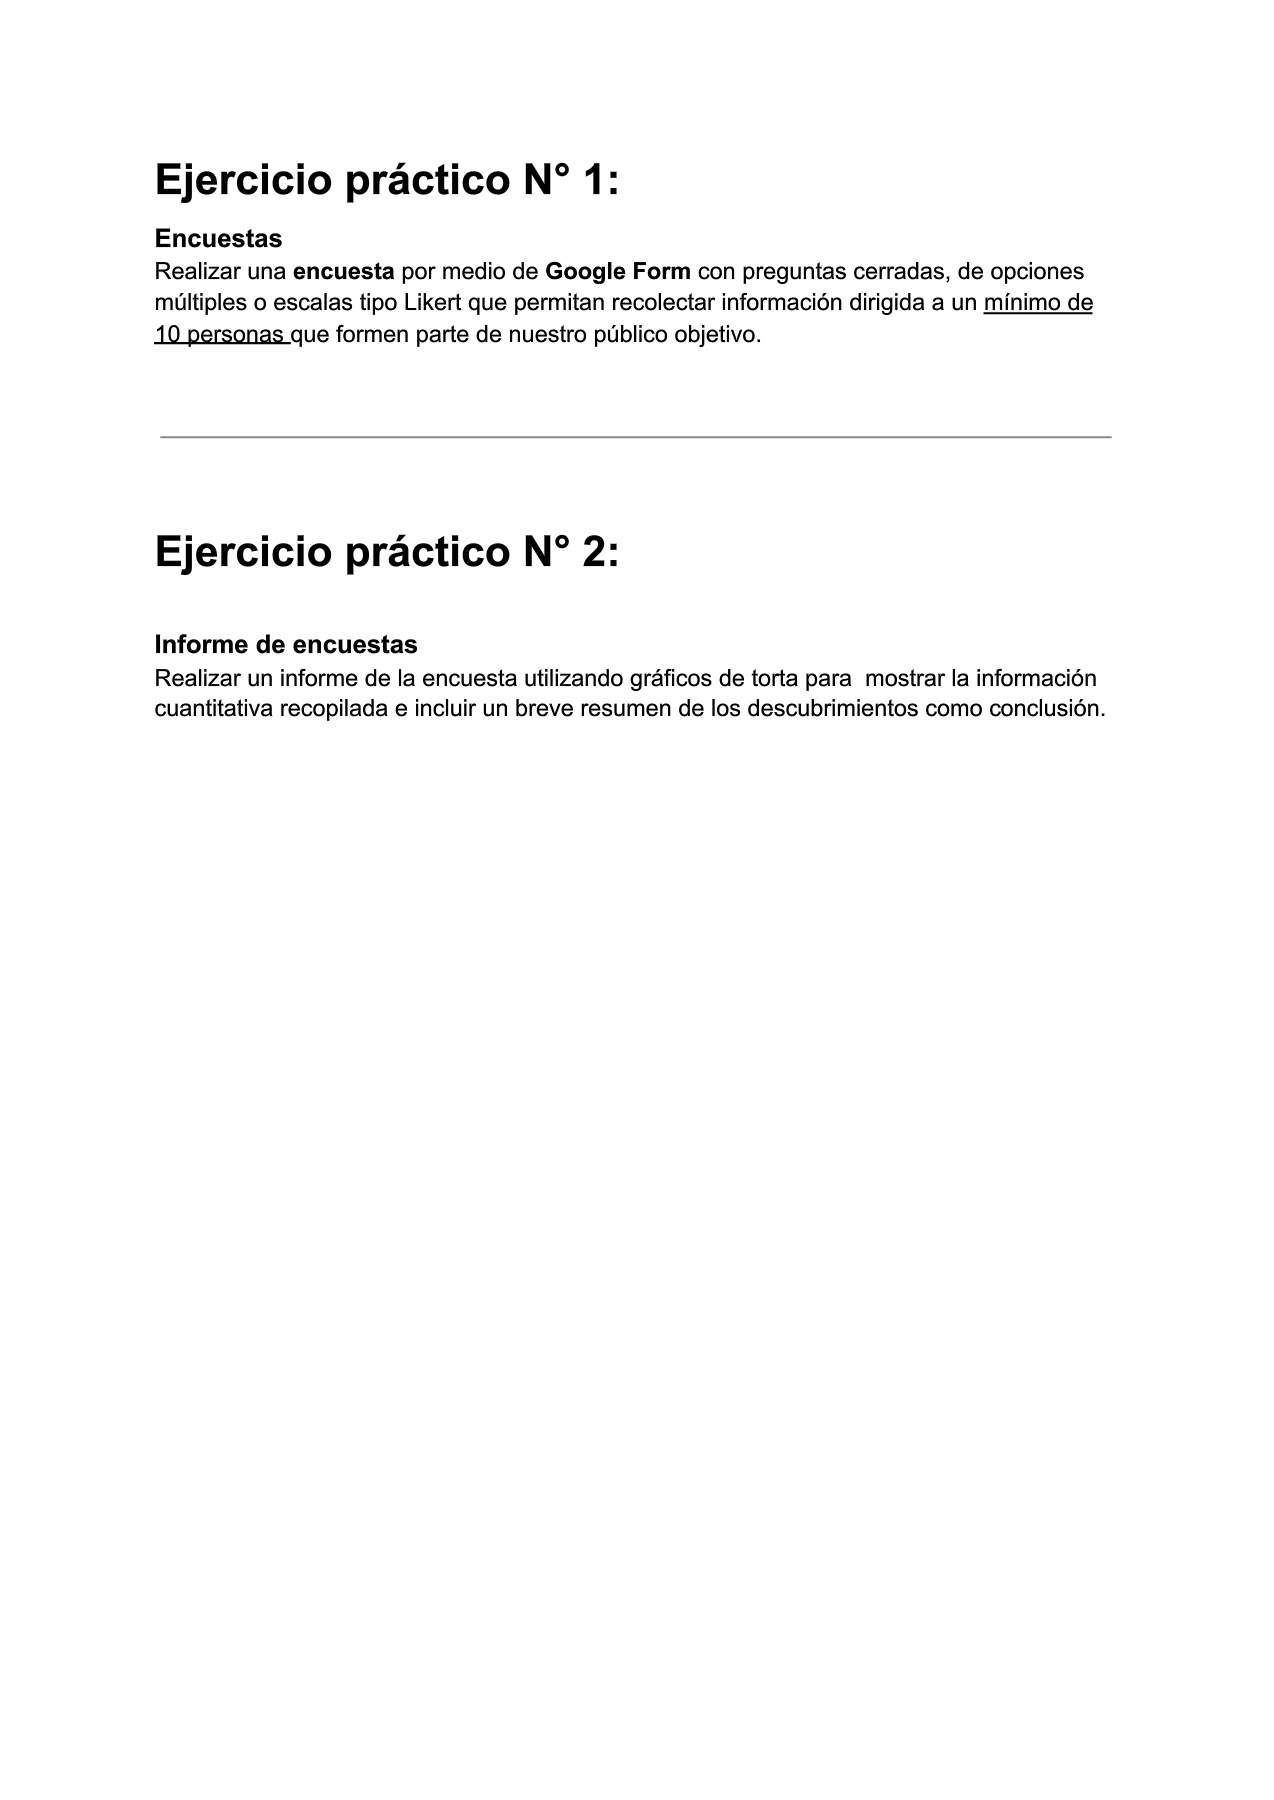 Ejercicio práctico N° 1:
Encuestas
Realizar una encuesta por medio de Google Form con preguntas cerradas, de opciones
múltiples o escalas tipo Likert que permitan recolectar información dirigida a un mínimo de
10 personas que formen parte de nuestro público objetivo.
Ejercicio práctico N° 2:
Informe de encuestas
Realizar un informe de la encuesta utilizando gráficos de torta para  mostrar la información
cuantitativa recopilada e incluir un breve resumen de los descubrimientos como conclusión.